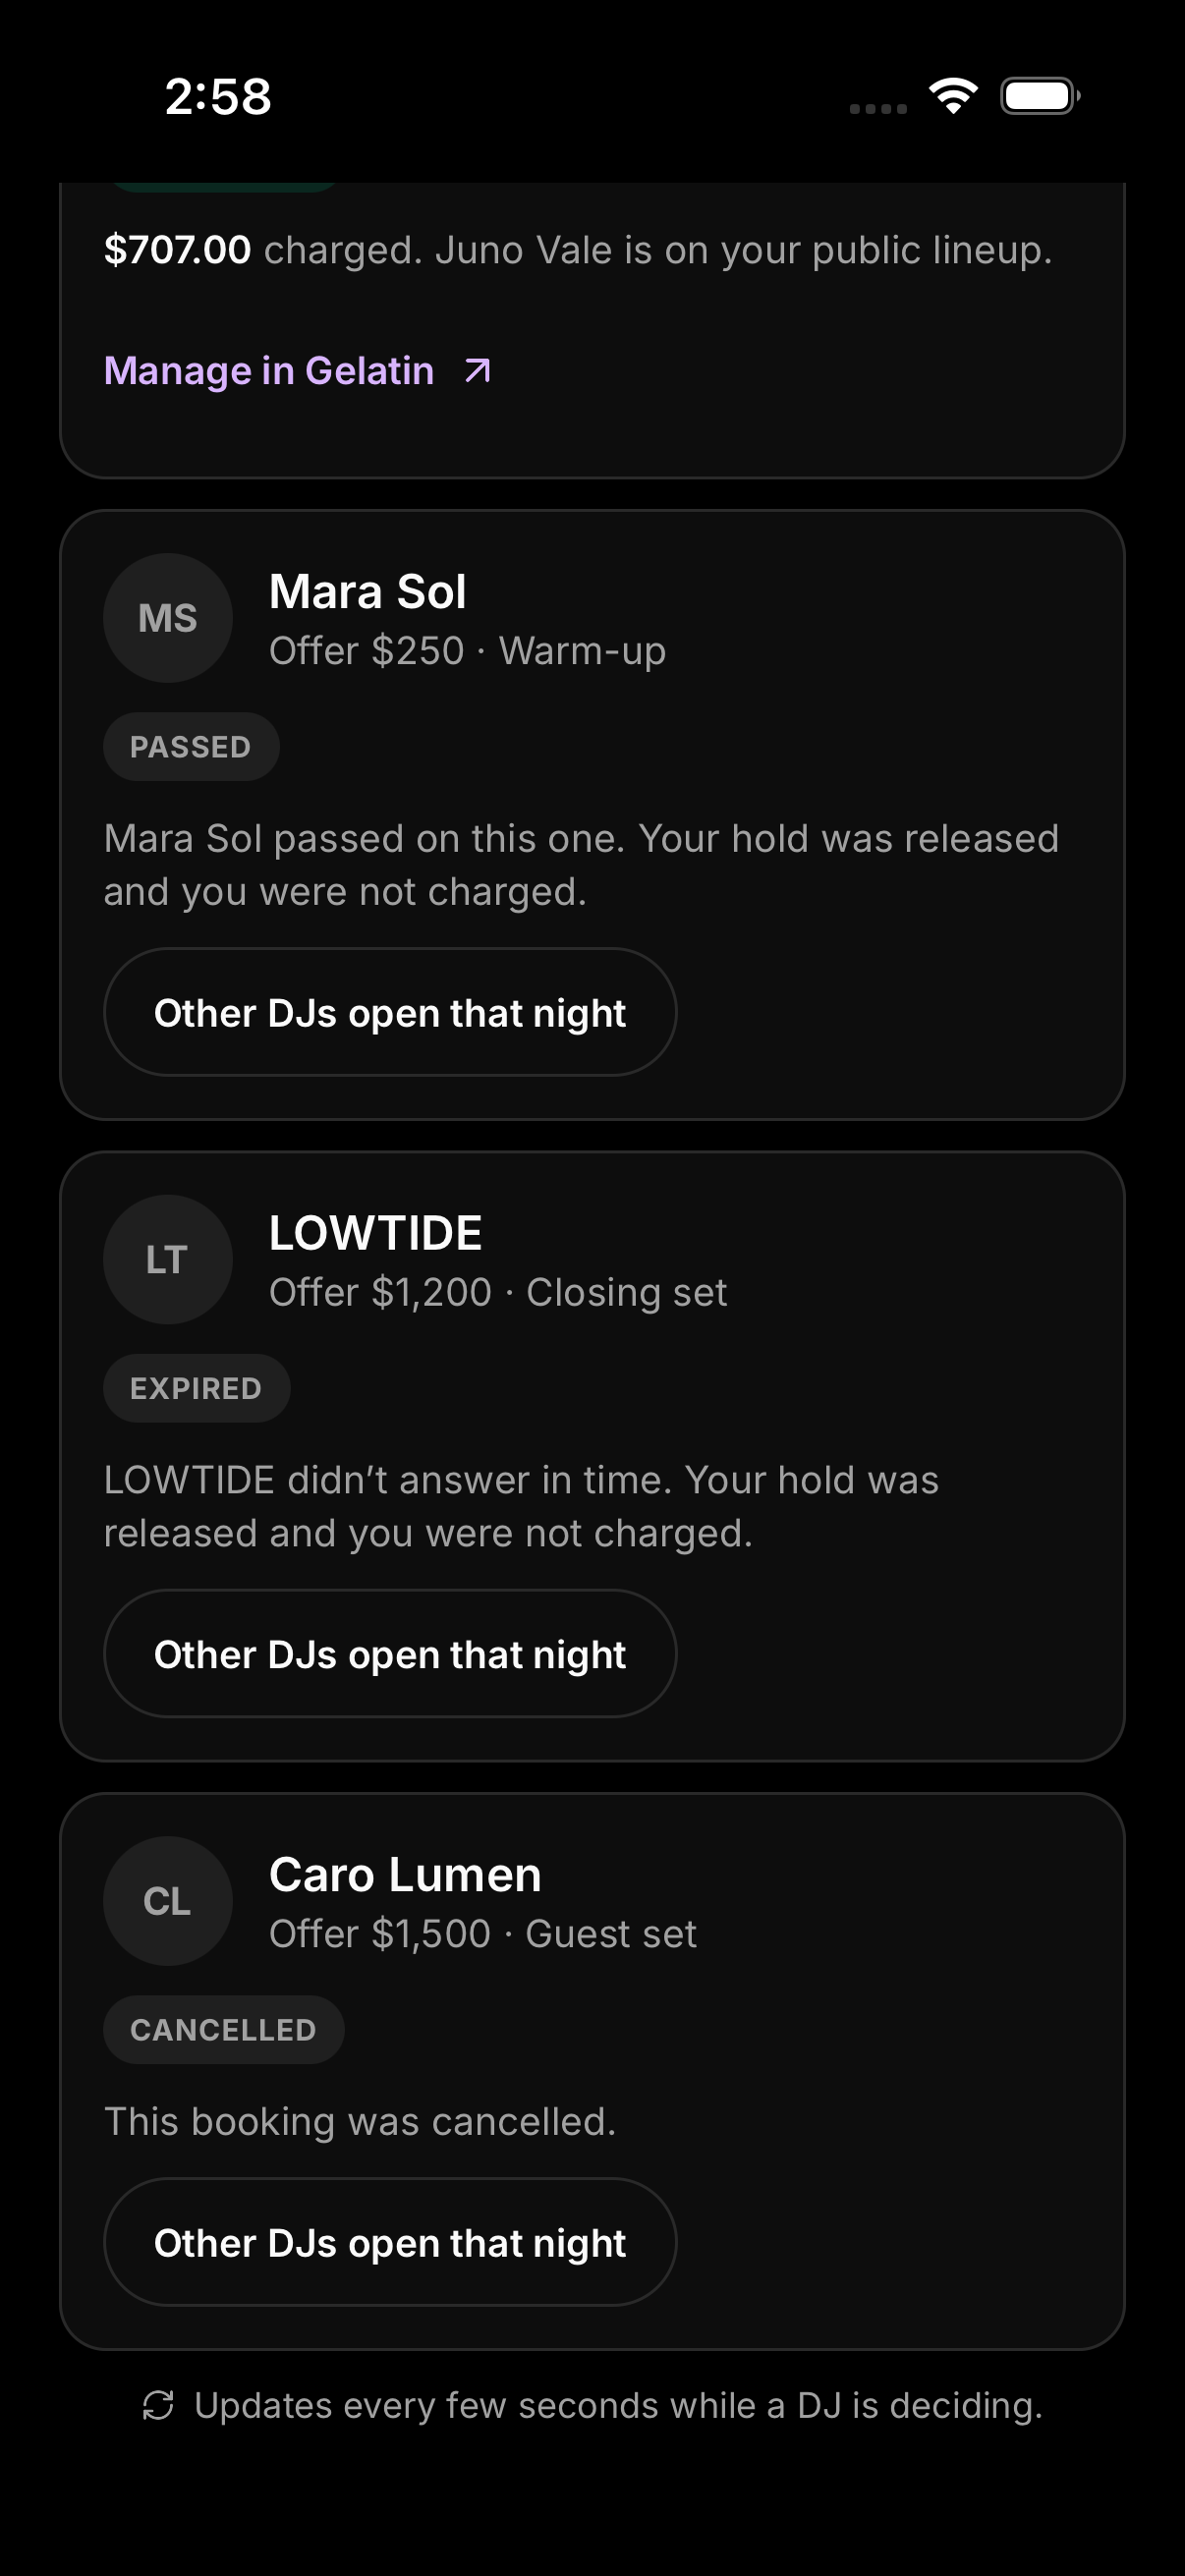 2:58
$707.00 charged. Juno Vale is on your public lineup.
Manage in Gelatin
MS
Mara Sol
Offer $250 · Warm-up
PASSED
Mara Sol passed on this one. Your hold was released
and you were not charged.
Other DJs open that night
LT
LOWTIDE
Offer $1,200 · Closing set
EXPIRED
LOWTIDE didn’t answer in time. Your hold was
released and you were not charged.
Other DJs open that night
CL
Caro Lumen
Offer $1,500 · Guest set
CANCELLED
This booking was cancelled.
Other DJs open that night
Updates every few seconds while a DJ is deciding.